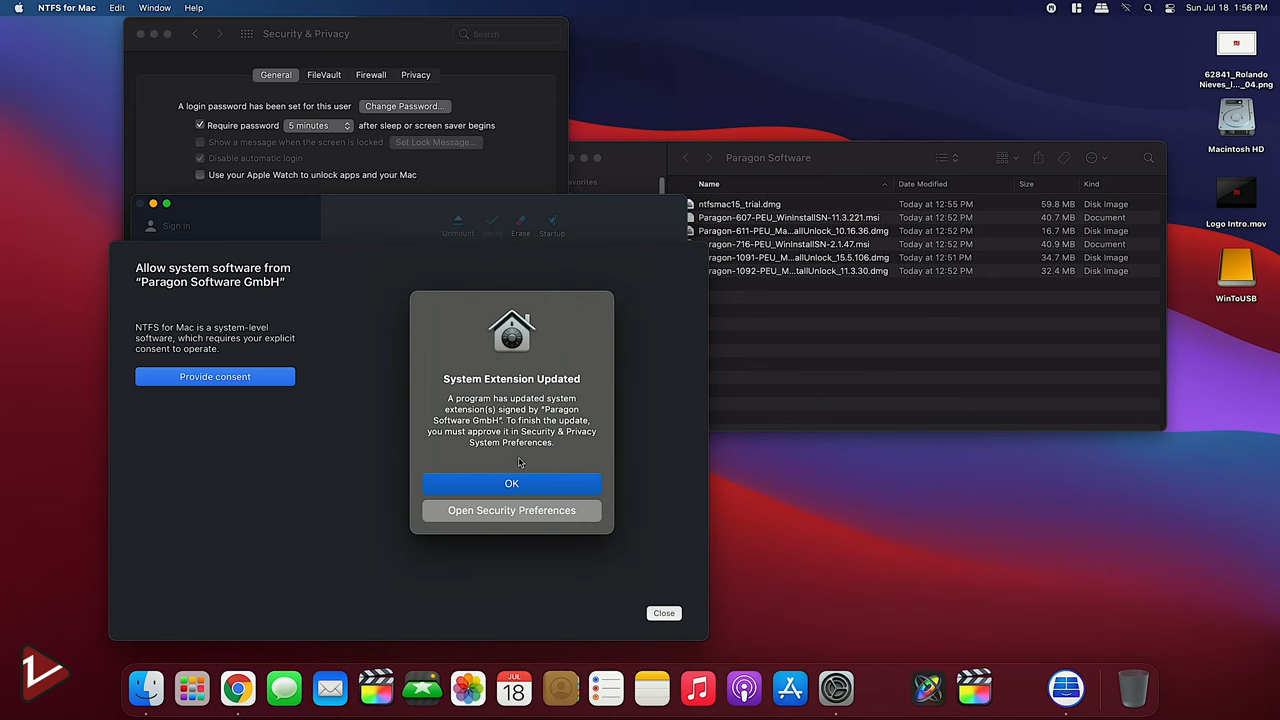 NTFS for Mac Edit Window Help
Sun Jul 18 1:56 PM
Security & Privacy
Search
General FileVault Firewall Privacy
A login password has been set for this user Change Password...
Require password 5 minutes after sleep or screen saver begins
Show a message when the screen is locked Set Lock Message...
Disable automatic login
Use your Apple Watch to unlock apps and your Mac
Sign in
Unmount Verify Erase Startup
Allow system software from
“Paragon Software GmbH”
NTFS for Mac is a system-level
software, which requires your explicit
consent to operate.
Provide consent
System Extension Updated
A program has updated system
extension(s) signed by “Paragon
Software GmbH”. To finish the update,
you must approve it in Security & Privacy
System Preferences.
OK
Open Security Preferences
Close
Paragon Software
avorites
Name Date Modified Size Kind
ntfsmac15_trial.dmg Today at 12:55 PM 59.8 MB Disk Image
Paragon-607-PEU_WinInstallSN-11.3.221.msi Today at 12:52 PM 40.7 MB Document
Paragon-611-PEU_Ma...allUnlock_10.16.36.dmg Today at 12:52 PM 16.7 MB Disk Image
aragon-716-PEU_WinInstallSN-2.1.47.msi Today at 12:52 PM 40.9 MB Document
aragon-1091-PEU_M...allUnlock_15.5.106.dmg Today at 12:51 PM 34.7 MB Disk Image
aragon-1092-PEU_M...tallUnlock_11.3.30.dmg Today at 12:52 PM 32.4 MB Disk Image
62841_Rolando
Nieves_l..._04.png
Macintosh HD
Logo Intro.mov
WinToUSB
JUL
18